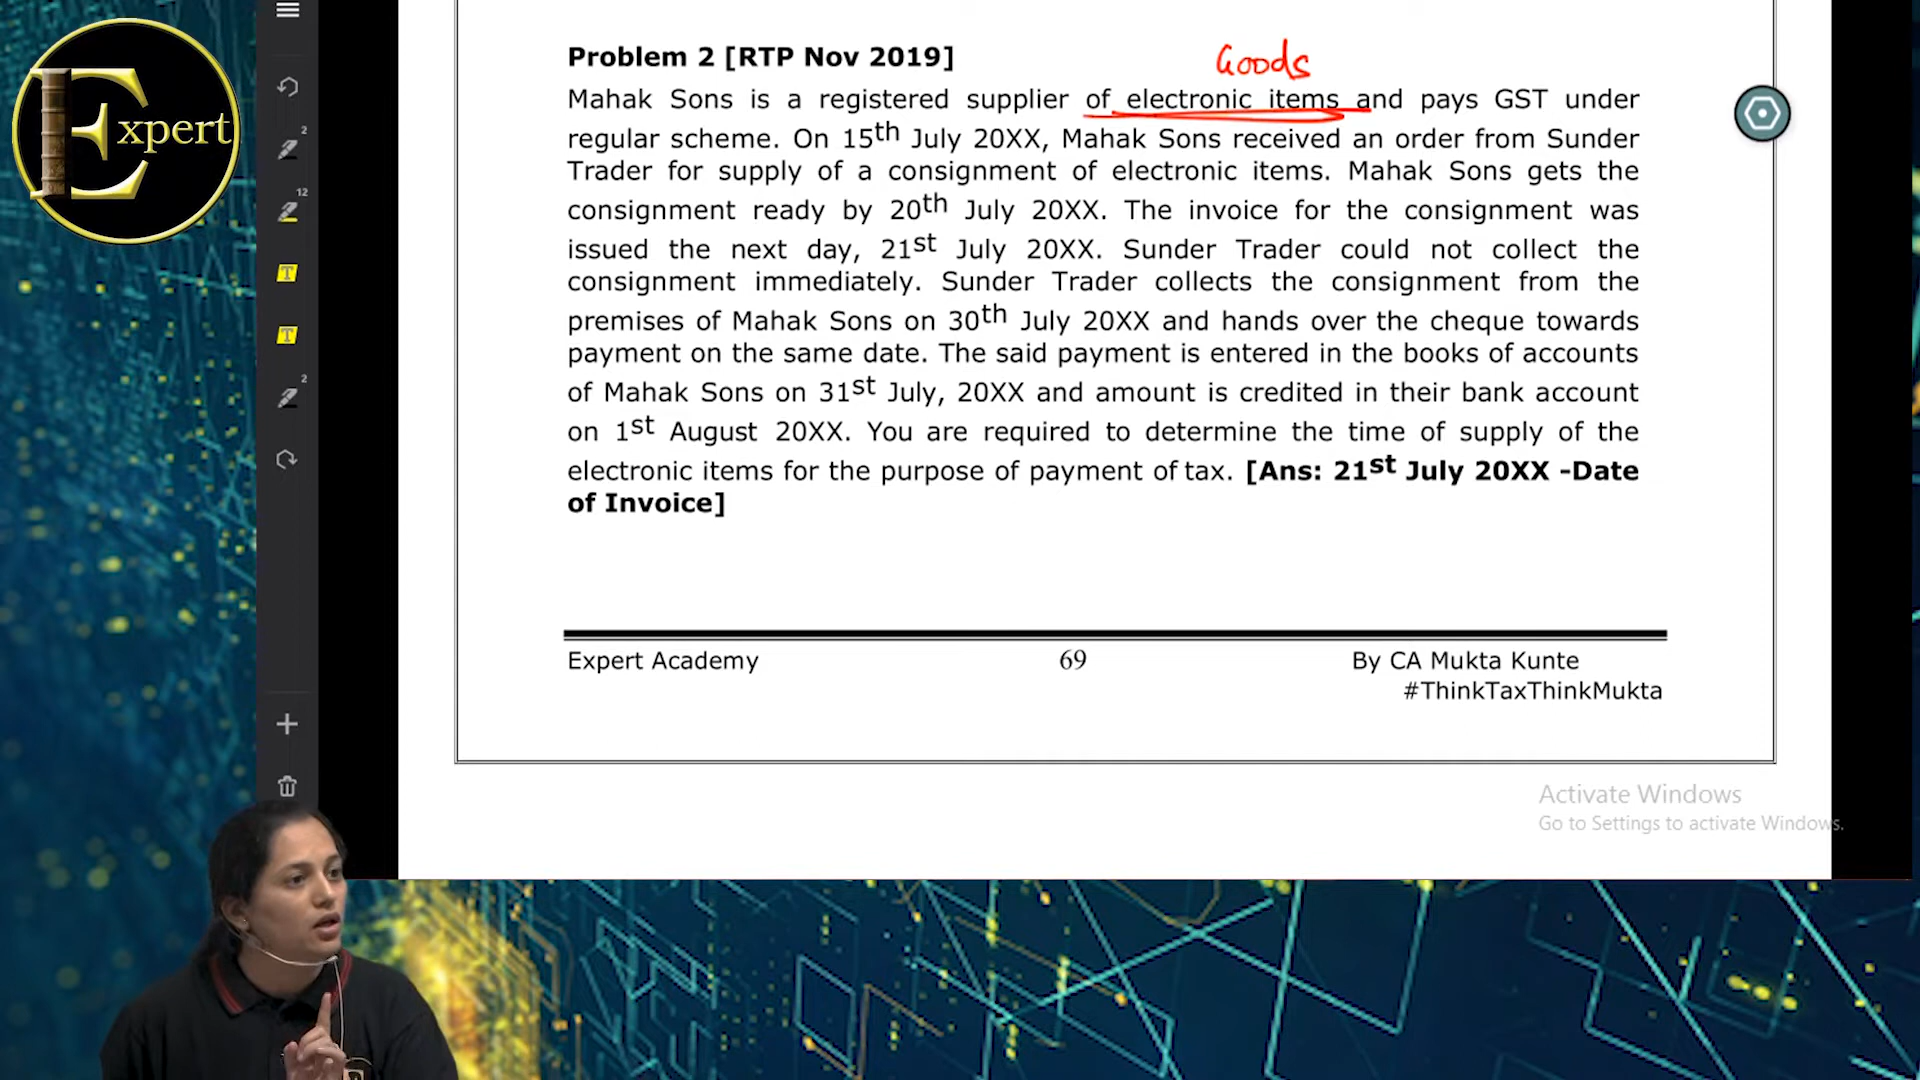 Expert
Problem 2 [RTP Nov 2019]
Goods
Mahak Sons is a registered supplier of electronic items and pays GST under
regular scheme. On 15th July 20XX, Mahak Sons received an order from Sunder
Trader for supply of a consignment of electronic items. Mahak Sons gets the
consignment ready by 20th July 20XX. The invoice for the consignment was
issued the next day, 21st July 20XX. Sunder Trader could not collect the
consignment immediately. Sunder Trader collects the consignment from the
premises of Mahak Sons on 30th July 20XX and hands over the cheque towards
payment on the same date. The said payment is entered in the books of accounts
of Mahak Sons on 31st July, 20XX and amount is credited in their bank account
on 1st August 20XX. You are required to determine the time of supply of the
electronic items for the purpose of payment of tax. [Ans: 21st July 20XX -Date
of Invoice]
Expert Academy 69 By CA Mukta Kunte
#ThinkTaxThinkMukta
Activate Windows
Go to Settings to activate Windows.
2
12
T
T
2